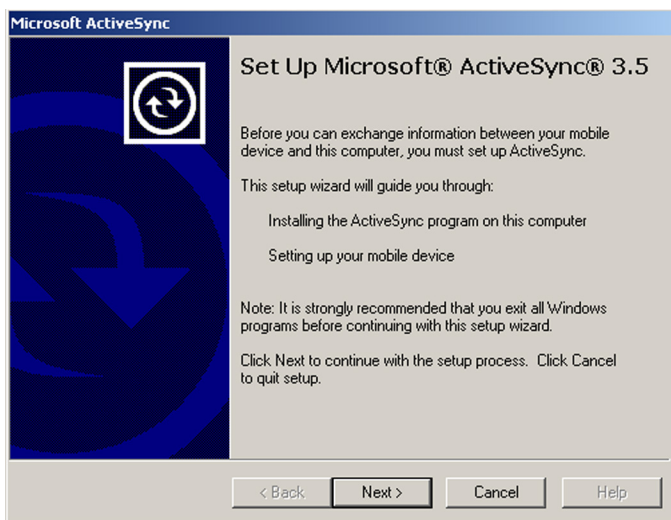 Microsoft ActiveSync
Set Up Microsoft® ActiveSync® 3.5
Before you can exchange information between your mobile
device and this computer, you must set up ActiveSync.
This setup wizard will guide you through:
Installing the ActiveSync program on this computer
Setting up your mobile device
Note: It is strongly recommended that you exit all Windows
programs before continuing with this setup wizard.
Click Next to continue with the setup process. Click Cancel
to quit setup.
< Back
Next >
Cancel
Help